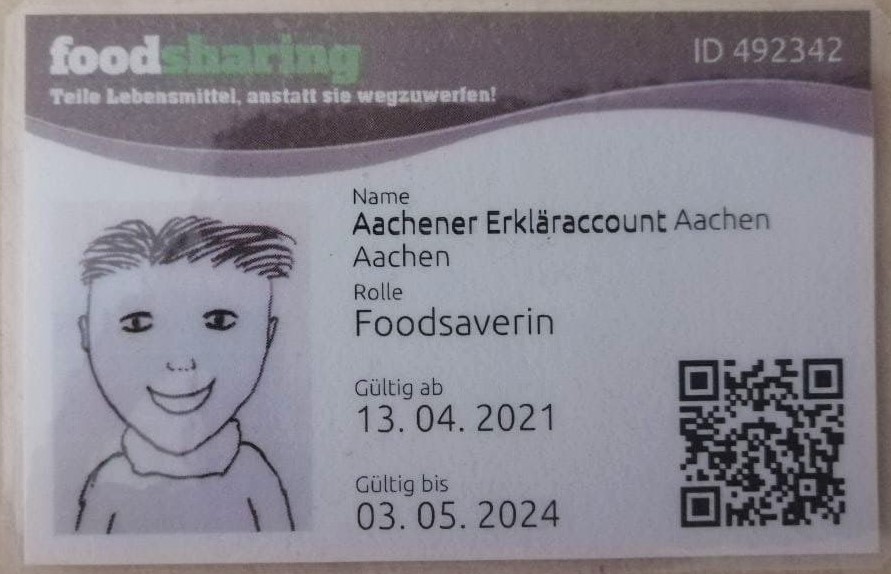 foodsharing
ID 492342
Teile Lebensmittel, anstatt sie wegzuwerfen!
Name
Aachener Erkläraccount Aachen
Aachen
Rolle
Foodsaverin
Gültig ab
13. 04. 2021
Gültig bis
03. 05. 2024